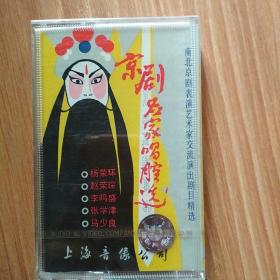 京剧名家唱腔选
南北京剧表演艺术家交流演出剧目精选
杨荣环
赵荣琛
李鸣盛
张学津
马少良
上海音像公司